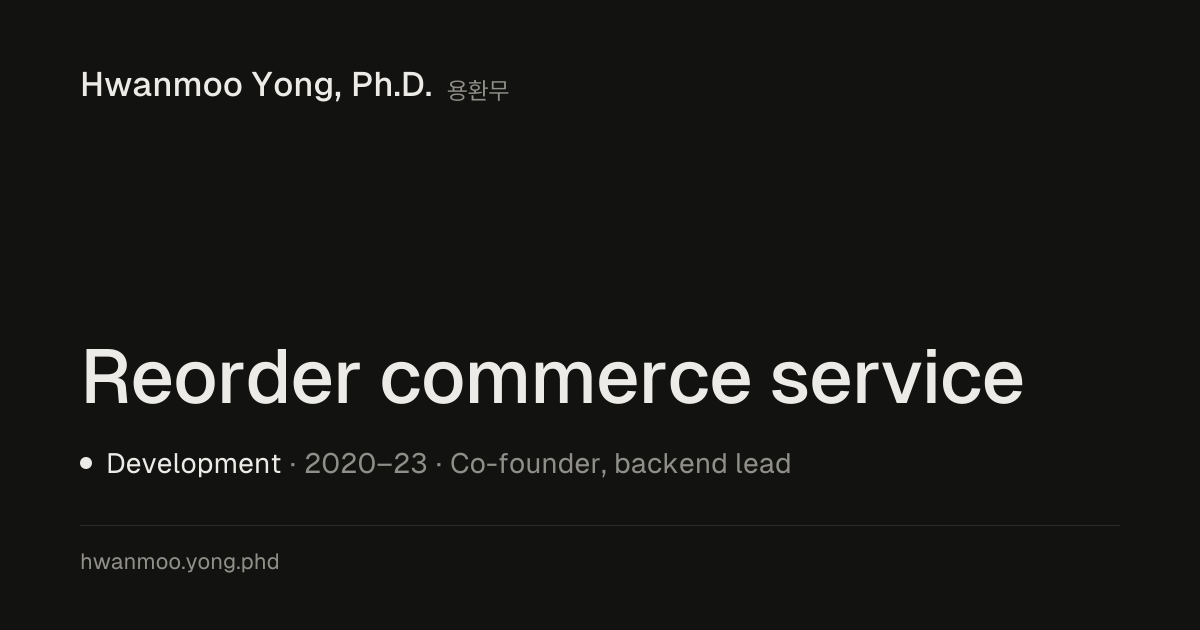 Hwanmoo Yong, Ph.D. 용환무
Reorder commerce service
Development · 2020–23 · Co-founder, backend lead
hwanmoo.yong.phd